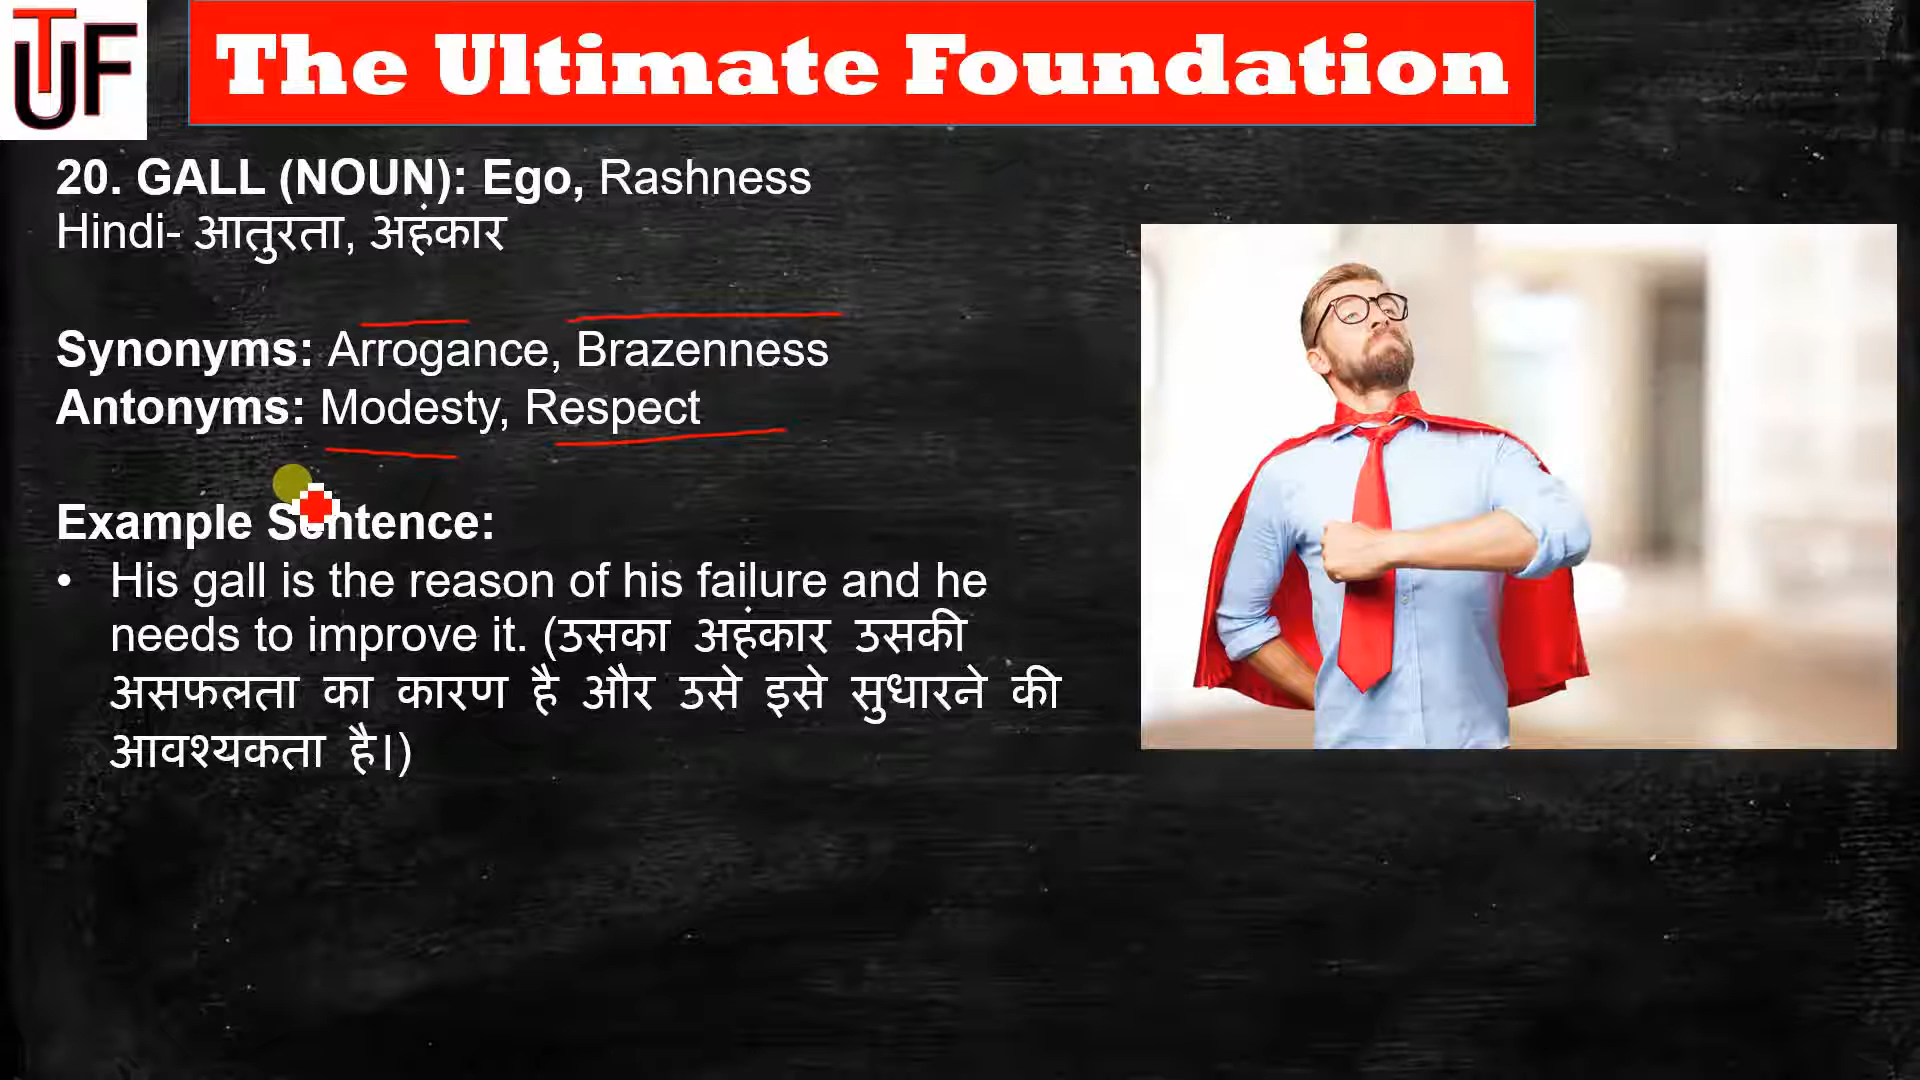 TUF
The Ultimate Foundation
20. GALL (NOUN): Ego, Rashness
Hindi- आतुरता, अहंकार
Synonyms: Arrogance, Brazenness
Antonyms: Modesty, Respect
Example Sentence:
• His gall is the reason of his failure and he
needs to improve it. (उसका अहंकार उसकी
असफलता का कारण है और उसे इसे सुधारने की
आवश्यकता है।)